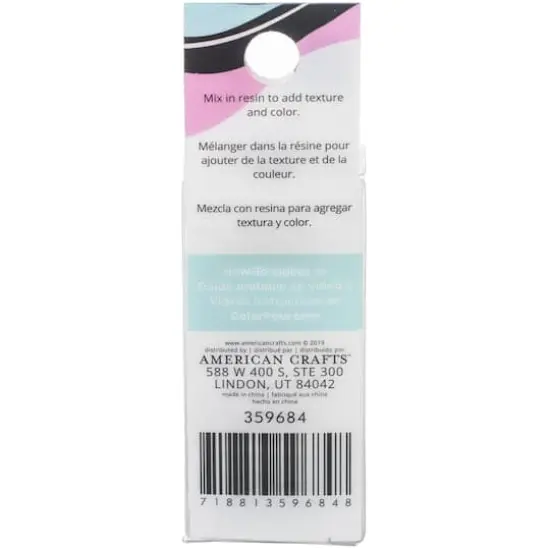 Mix in resin to add texture
and color.
Mélanger dans la résine pour
ajouter de la texture et de la
couleur.
Mezcla con resina para agregar
textura y color.
www.americancrafts.com © 2019
distributed by | distribué par | distribuido por
AMERICAN CRAFTS™
588 W 400 S, STE 300
LINDON, UT 84042
made in china | fabriqué aux chine
hecho en china
359684
7 18813 59684 8